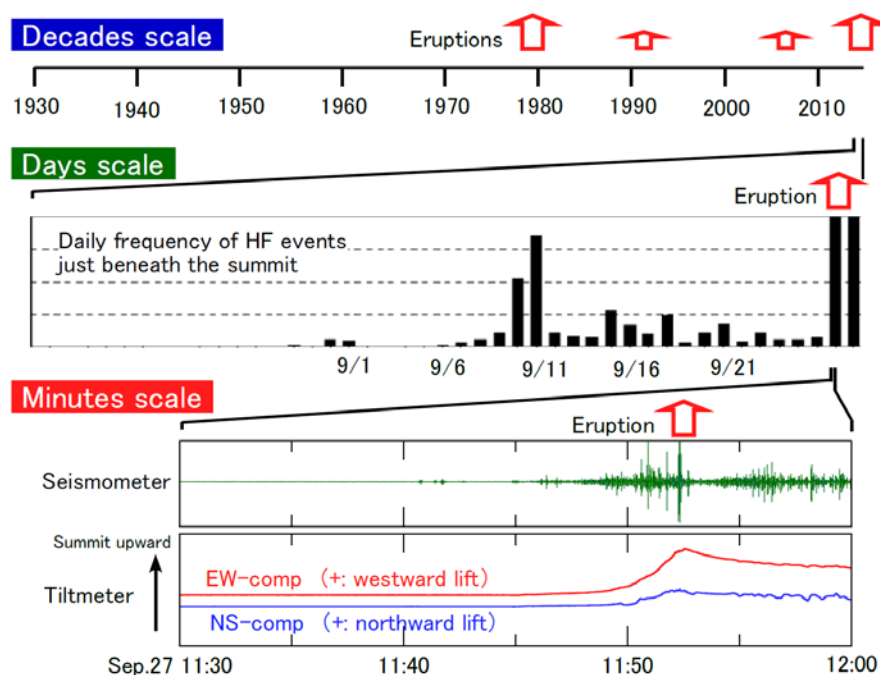 Decades scale
Eruptions
1930 1940 1950 1960 1970 1980 1990 2000 2010
Days scale
Eruption
Daily frequency of HF events
just beneath the summit
9/1 9/6 9/11 9/16 9/21
Minutes scale
Eruption
Seismometer
Summit upward
Tiltmeter
EW-comp (+: westward lift)
NS-comp (+: northward lift)
Sep.27 11:30 11:40 11:50 12:00